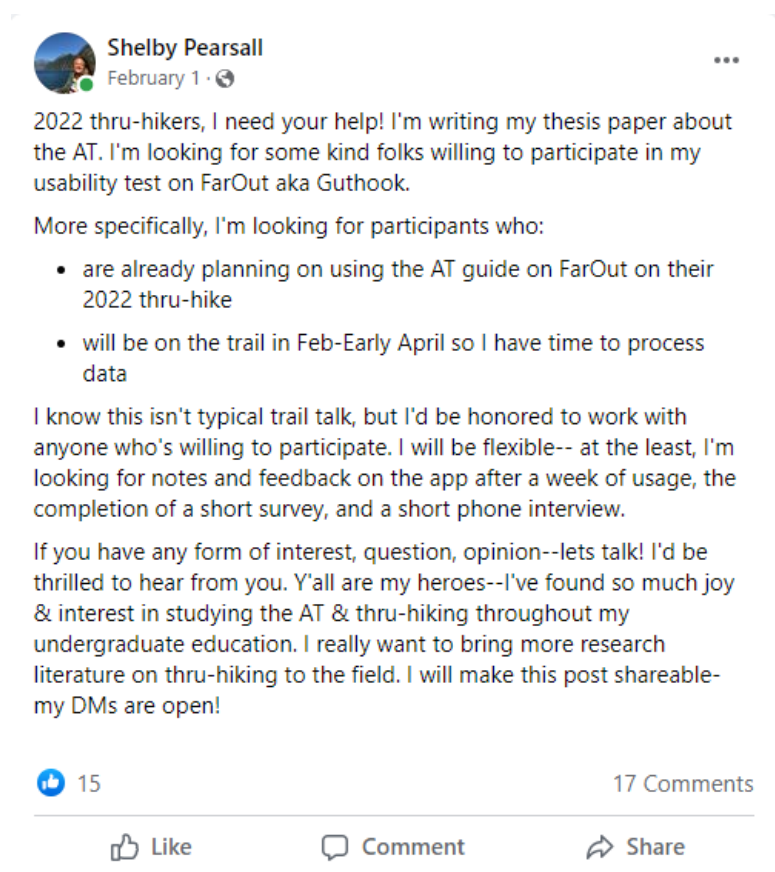 Shelby Pearsall
February 1 ·
2022 thru-hikers, I need your help! I'm writing my thesis paper about
the AT. I'm looking for some kind folks willing to participate in my
usability test on FarOut aka Guthook.
More specifically, I'm looking for participants who:
• are already planning on using the AT guide on FarOut on their
2022 thru-hike
• will be on the trail in Feb-Early April so I have time to process
data
I know this isn't typical trail talk, but I'd be honored to work with
anyone who's willing to participate. I will be flexible-- at the least, I'm
looking for notes and feedback on the app after a week of usage, the
completion of a short survey, and a short phone interview.
If you have any form of interest, question, opinion--lets talk! I'd be
thrilled to hear from you. Y'all are my heroes--I've found so much joy
& interest in studying the AT & thru-hiking throughout my
undergraduate education. I really want to bring more research
literature on thru-hiking to the field. I will make this post shareable-
my DMs are open!
15 17 Comments
Like Comment Share